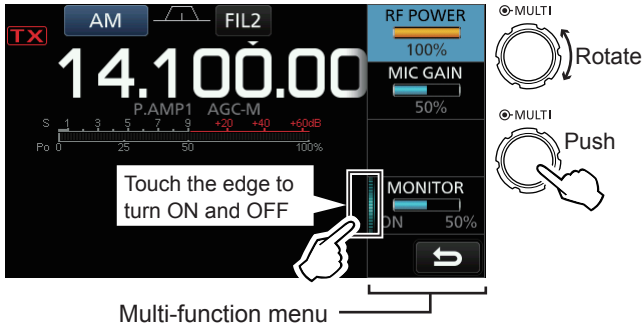 TX
AM
FIL2
RF POWER
100%
MULTI
Rotate
14.100.00
MIC GAIN
50%
P.AMP1 AGC-M
S 1 3 5 7 9 +20 +40 +60dB
Po 0 25 50 100%
MULTI
Push
Touch the edge to
turn ON and OFF
MONITOR
ON 50%
Multi-function menu